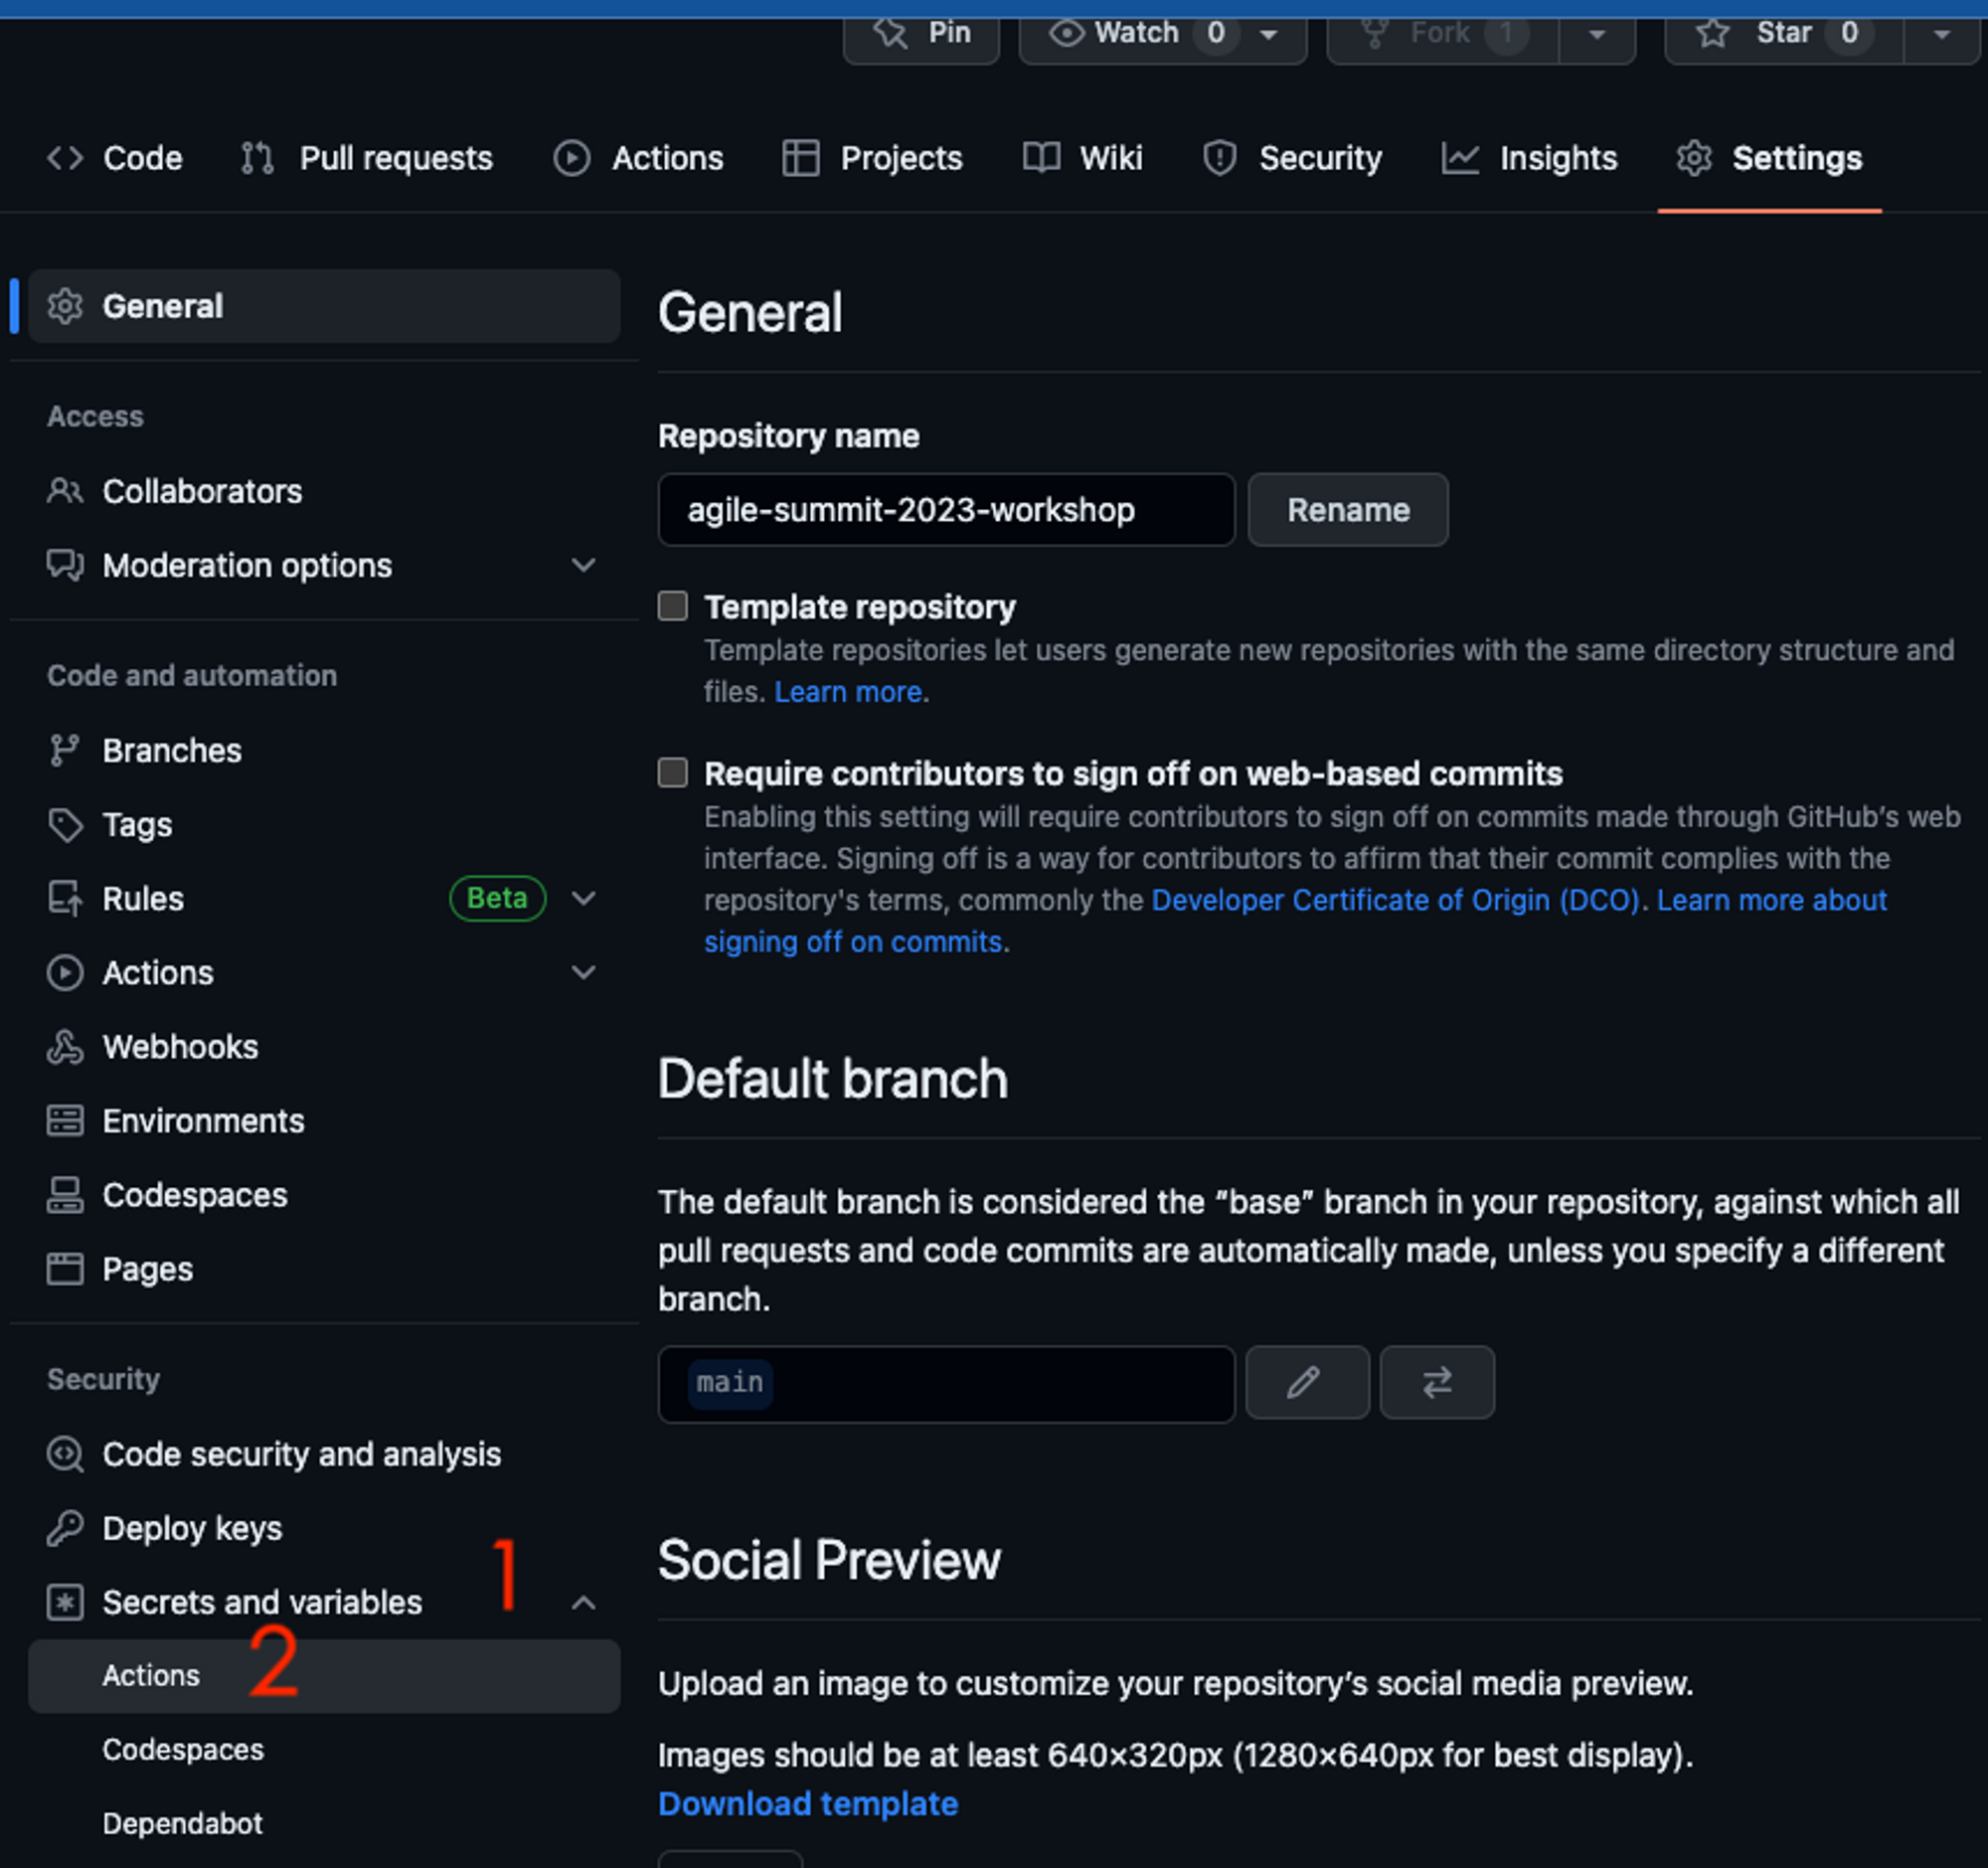 Pin Watch 0 Fork 1 Star 0
Code Pull requests Actions Projects Wiki Security Insights Settings
General
Access
Collaborators
Moderation options
Code and automation
Branches
Tags
Rules Beta
Actions
Webhooks
Environments
Codespaces
Pages
Security
Code security and analysis
Deploy keys
Secrets and variables 1
Actions 2
Codespaces
Dependabot
General
Repository name
agile-summit-2023-workshop Rename
Template repository
Template repositories let users generate new repositories with the same directory structure and
files. Learn more.
Require contributors to sign off on web-based commits
Enabling this setting will require contributors to sign off on commits made through GitHub’s web
interface. Signing off is a way for contributors to affirm that their commit complies with the
repository's terms, commonly the Developer Certificate of Origin (DCO). Learn more about
signing off on commits.
Default branch
The default branch is considered the “base” branch in your repository, against which all
pull requests and code commits are automatically made, unless you specify a different
branch.
main
Social Preview
Upload an image to customize your repository’s social media preview.
Images should be at least 640×320px (1280×640px for best display).
Download template